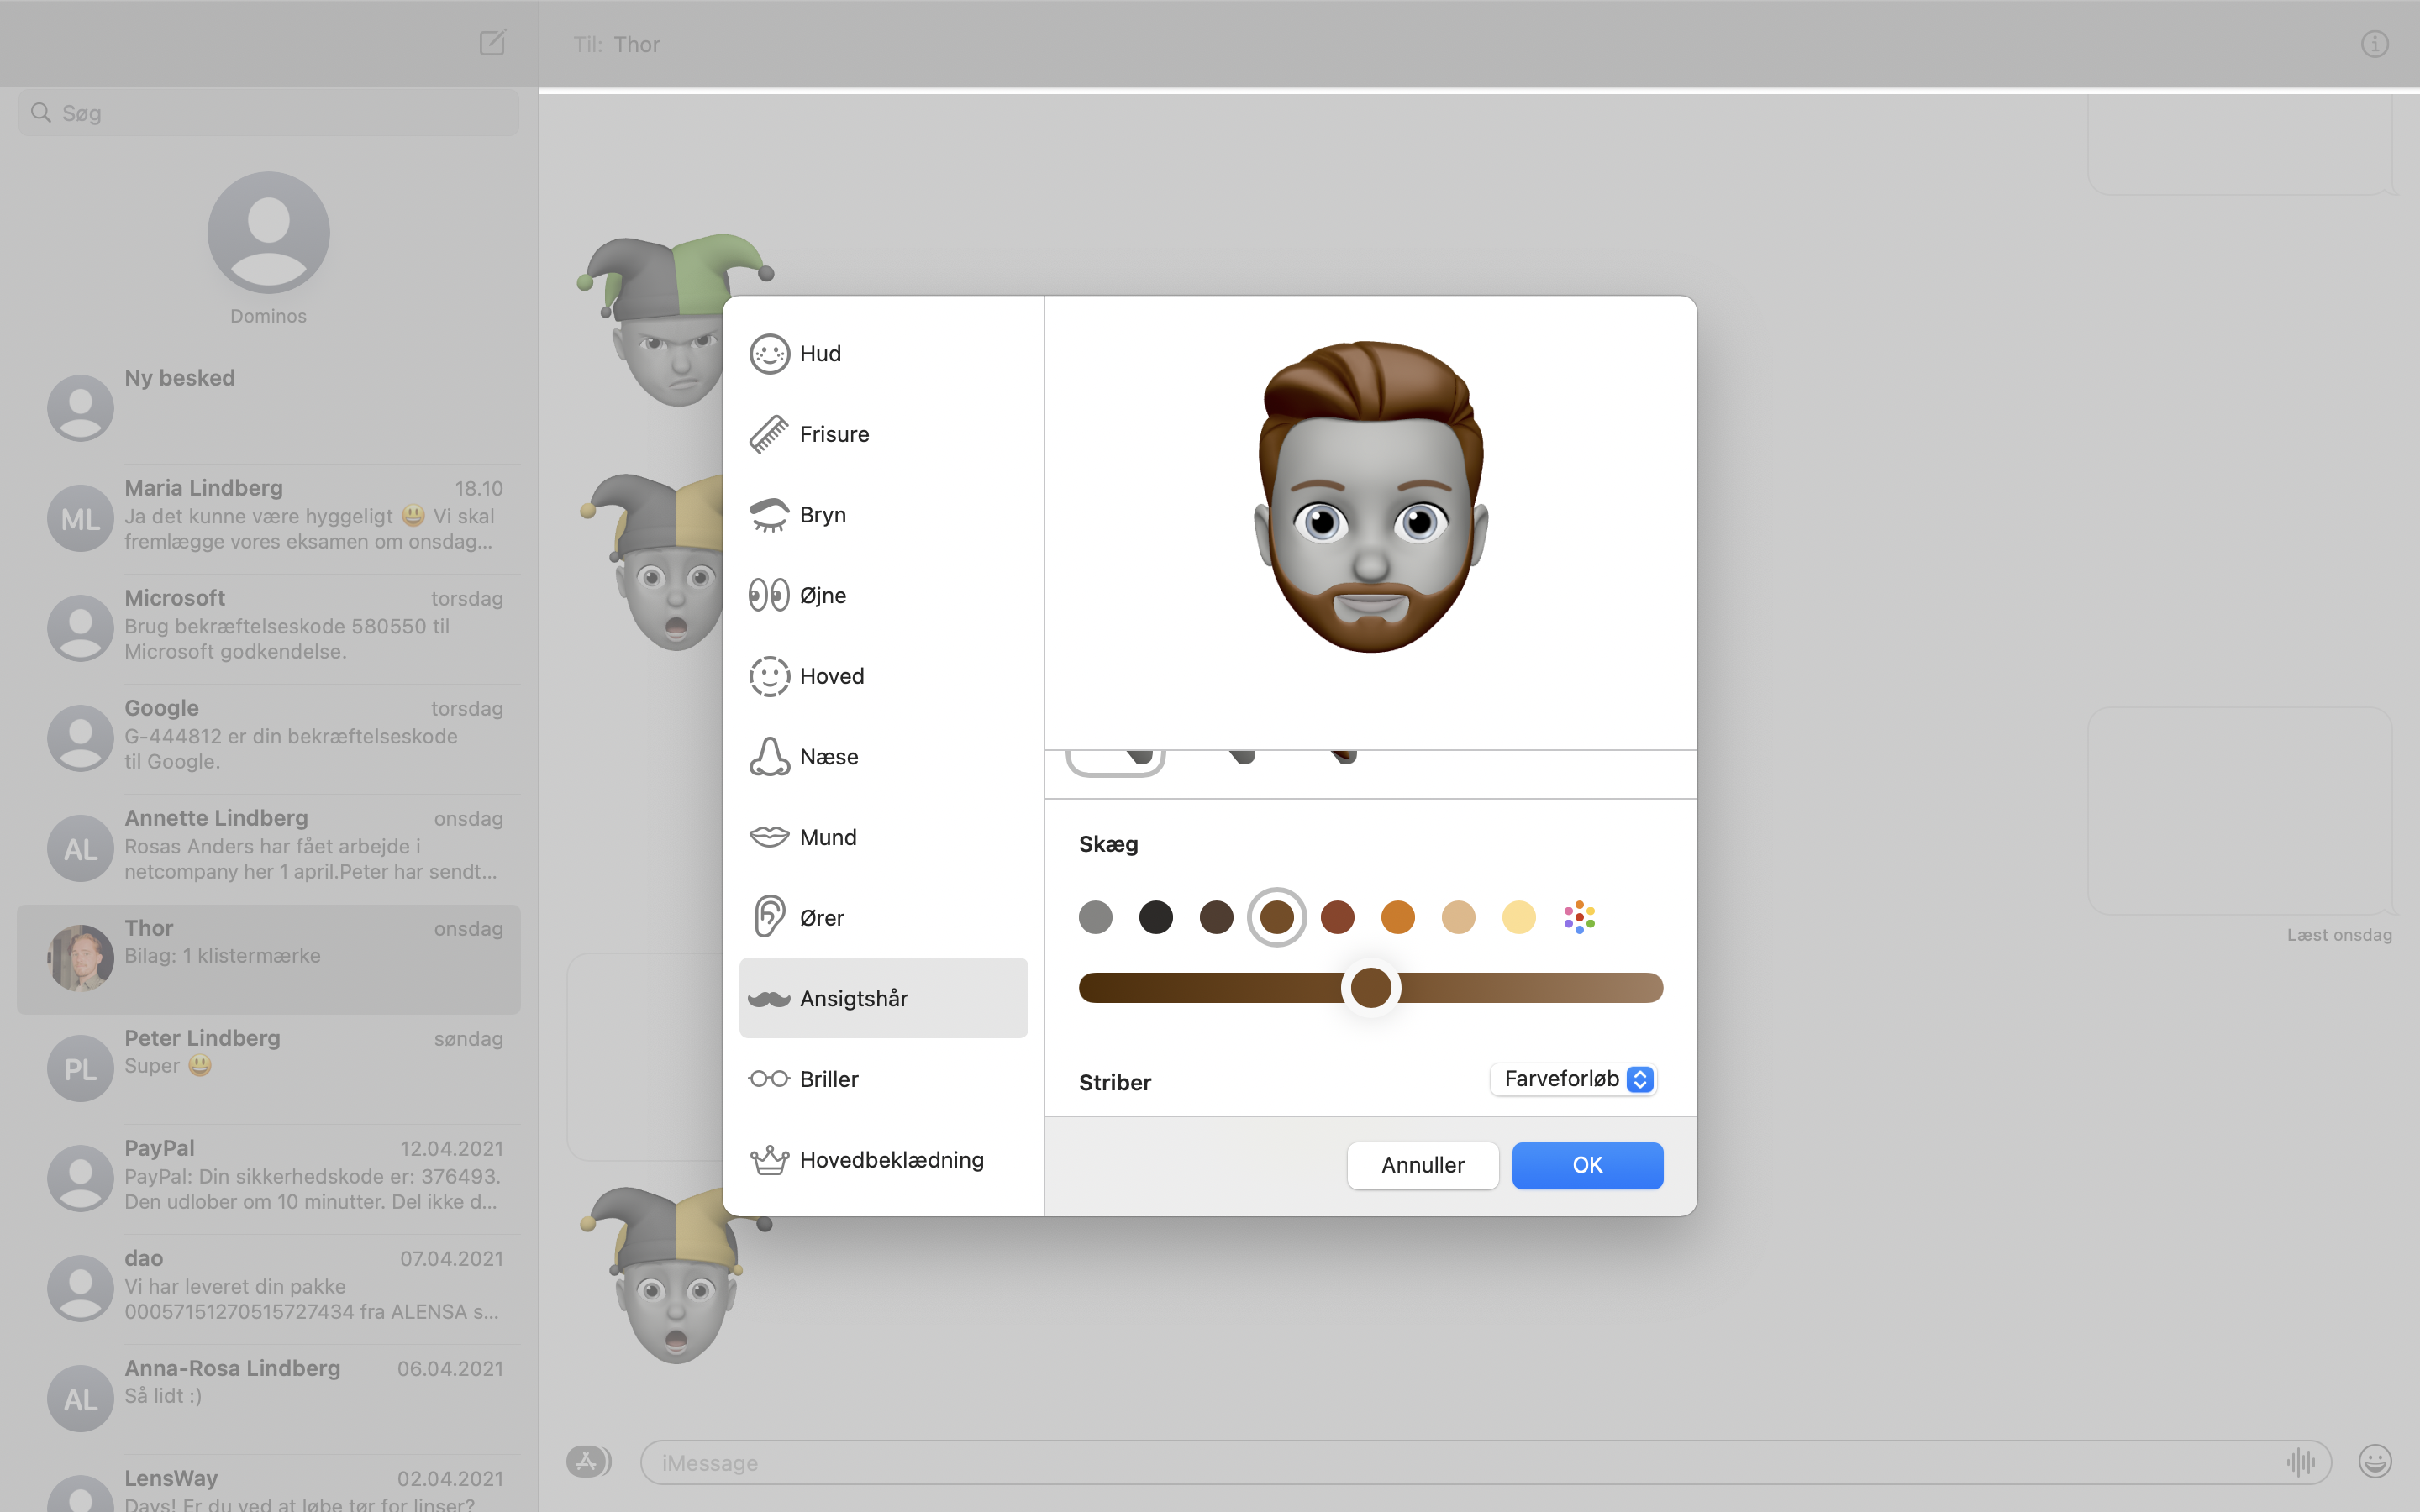 Til: Thor
Søg
Dominos
Ny besked
ML
Maria Lindberg 18.10
Ja det kunne være hyggeligt 😃 Vi skal
fremlægge vores eksamen om onsdag...
Microsoft torsdag
Brug bekræftelseskode 580550 til
Microsoft godkendelse.
Google torsdag
G-444812 er din bekræftelseskode
til Google.
AL
Annette Lindberg onsdag
Rosas Anders har fået arbejde i
netcompany her 1 april.Peter har sendt...
Thor onsdag
Bilag: 1 klistermærke
PL
Peter Lindberg søndag
Super 😃
PayPal 12.04.2021
PayPal: Din sikkerhedskode er: 376493.
Den udlober om 10 minutter. Del ikke d...
dao 07.04.2021
Vi har leveret din pakke
00057151270515727434 fra ALENSA s...
AL
Anna-Rosa Lindberg 06.04.2021
Så lidt :)
LensWay 02.04.2021
Days! Er du ved at løbe tør for linser?
Hud
Frisure
Bryn
Øjne
Hoved
Næse
Mund
Ører
Ansigtshår
Briller
Hovedbeklædning
Skæg
Striber
Farveforløb
Annuller
OK
Læst onsdag
iMessage